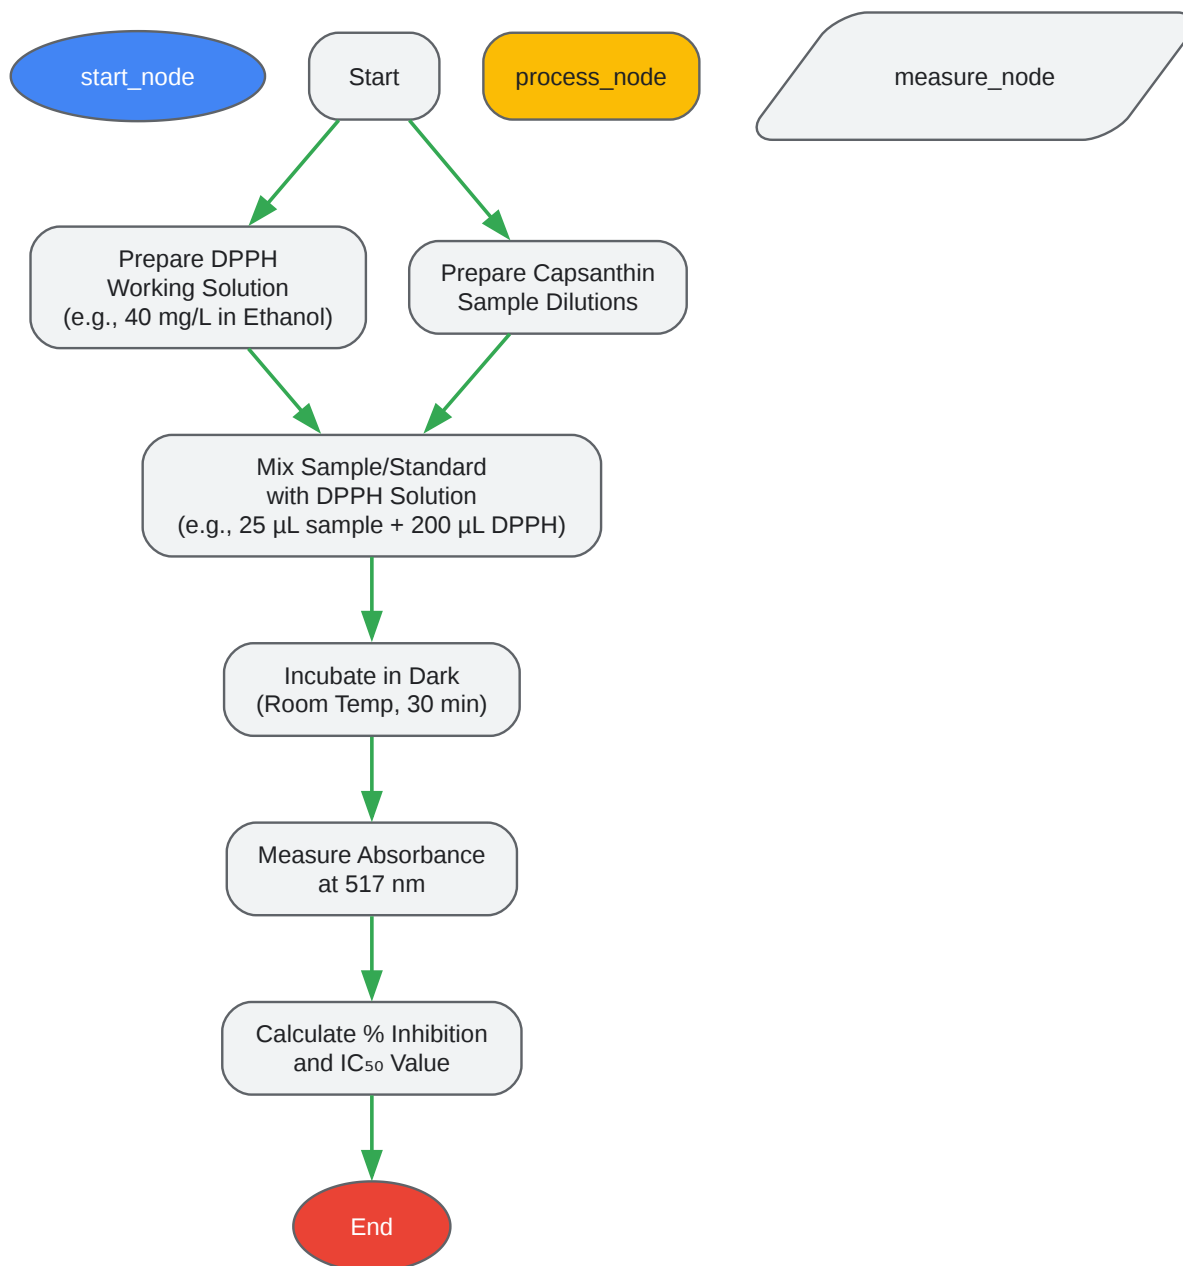 start_node
Start
process_node
measure_node
Prepare DPPH
Working Solution
(e.g., 40 mg/L in Ethanol)
Prepare Capsanthin
Sample Dilutions
Mix Sample/Standard
with DPPH Solution
(e.g., 25 µL sample + 200 µL DPPH)
Incubate in Dark
(Room Temp, 30 min)
Measure Absorbance
at 517 nm
Calculate % Inhibition
and IC₅₀ Value
End